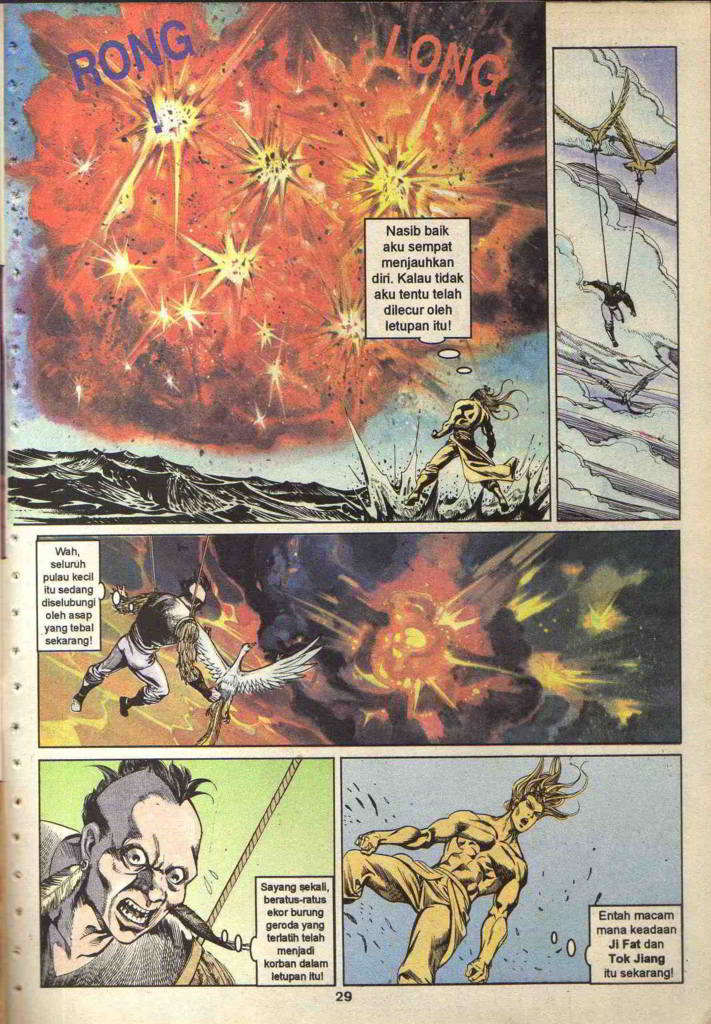 RONG
!
LONG
Nasib baik
aku sempat
menjauhkan
diri. Kalau tidak
aku tentu telah
dilecur oleh
letupan itu!
Wah,
seluruh
pulau kecil
itu sedang
diselubungi
oleh asap
yang tebal
sekarang!
Sayang sekali,
beratus-ratus
ekor burung
geroda yang
terlatih telah
menjadi
korban dalam
letupan itu!
Entah macam
mana keadaan
Ji Fat dan
Tok Jiang
itu sekarang!
29